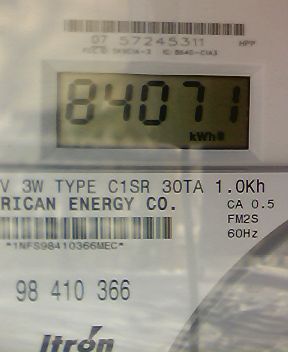 07 57245311 HPP
84071
kWh
V 3W TYPE C1SR 30TA 1.0Kh
RICAN ENERGY CO.
CA 0.5
FM2S
60Hz
*1NFS98410366MEC*
98 410 366
Itron